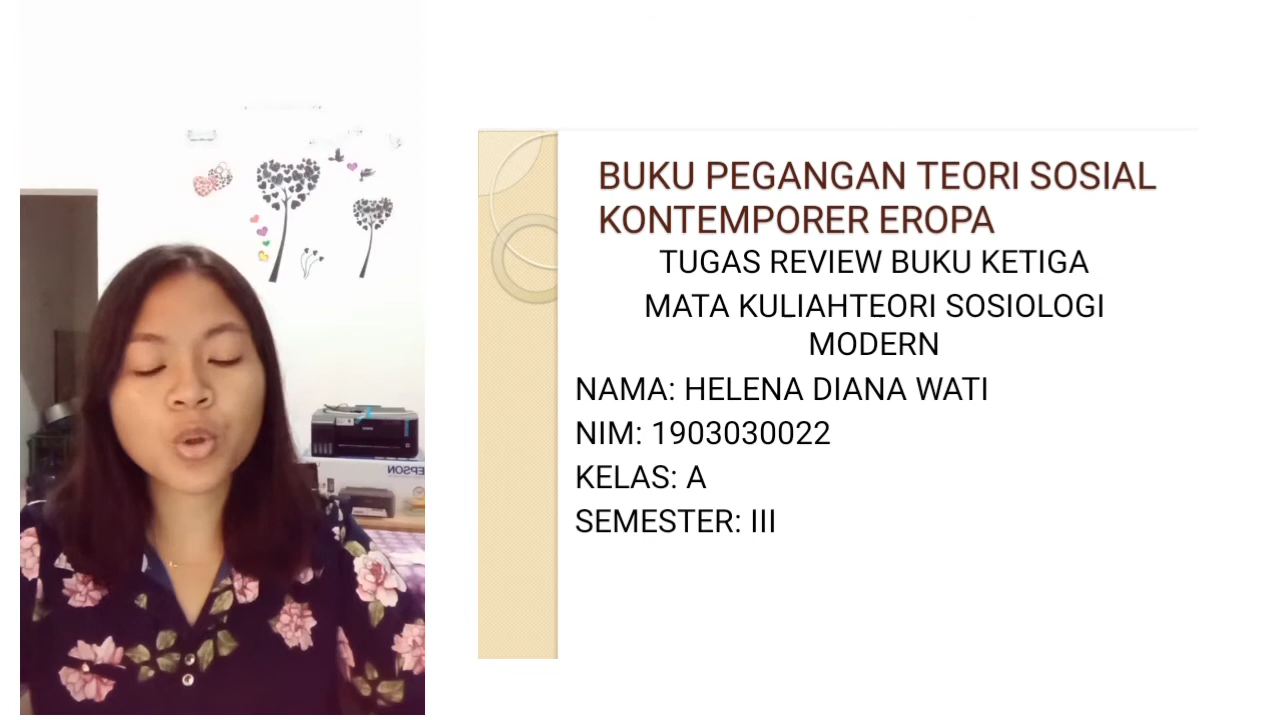 BUKU PEGANGAN TEORI SOSIAL
KONTEMPORER EROPA
TUGAS REVIEW BUKU KETIGA
MATA KULIAHTEORI SOSIOLOGI
MODERN
NAMA: HELENA DIANA WATI
NIM: 1903030022
KELAS: A
SEMESTER: III
EPSON